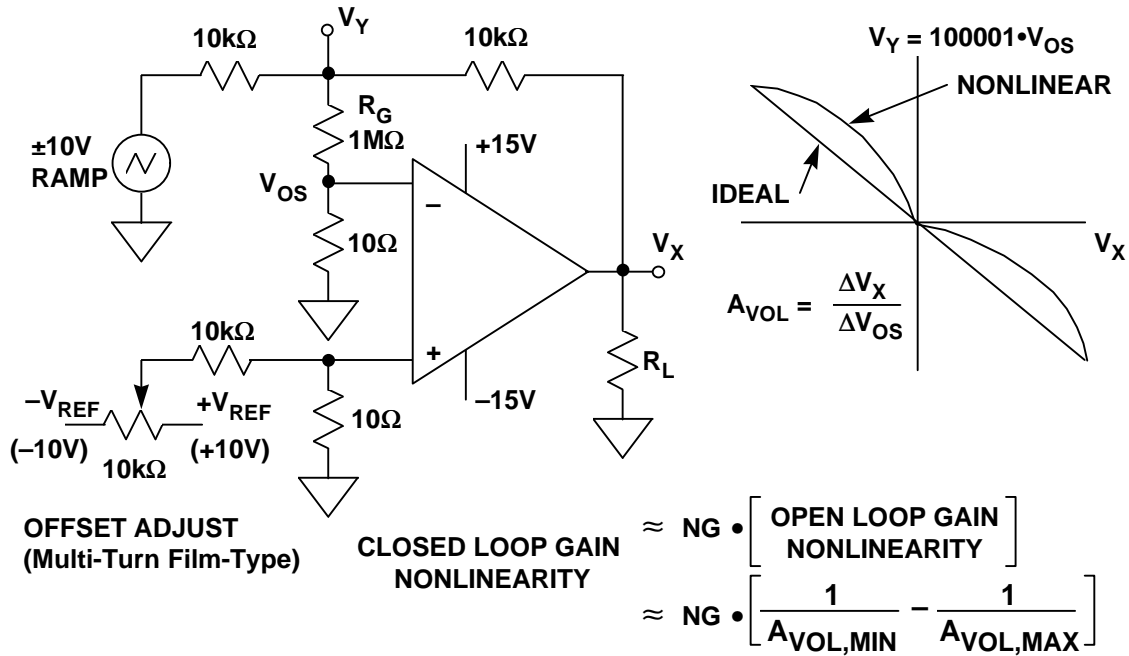 V_Y
10kΩ
10kΩ
R_G
1MΩ
+15V
±10V
RAMP
V_OS
–
10Ω
V_X
10kΩ
+
R_L
–15V
–V_REF
(–10V)
+V_REF
(+10V)
10kΩ
10Ω
OFFSET ADJUST
(Multi-Turn Film-Type)
V_Y = 100001•V_OS
NONLINEAR
IDEAL
V_X
A_VOL = ΔV_X / ΔV_OS
CLOSED LOOP GAIN
NONLINEARITY
≈ NG • [ OPEN LOOP GAIN
NONLINEARITY ]
≈ NG • [ 1 / A_VOL,MIN – 1 / A_VOL,MAX ]